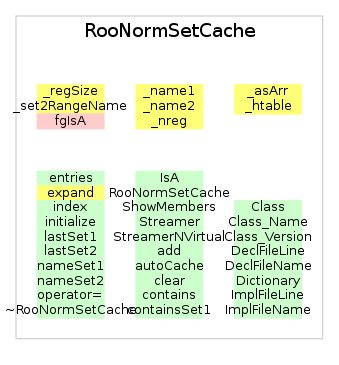 RooNormSetCache
_regSize
_set2RangeName
fgIsA
_name1
_name2
_nreg
_asArr
_htable
entries
expand
index
initialize
lastSet1
lastSet2
nameSet1
nameSet2
operator=
~RooNormSetCache
IsA
RooNormSetCache
ShowMembers
Streamer
StreamerNVirtual
add
autoCache
clear
contains
containsSet1
Class
Class_Name
Class_Version
DeclFileLine
DeclFileName
Dictionary
ImplFileLine
ImplFileName